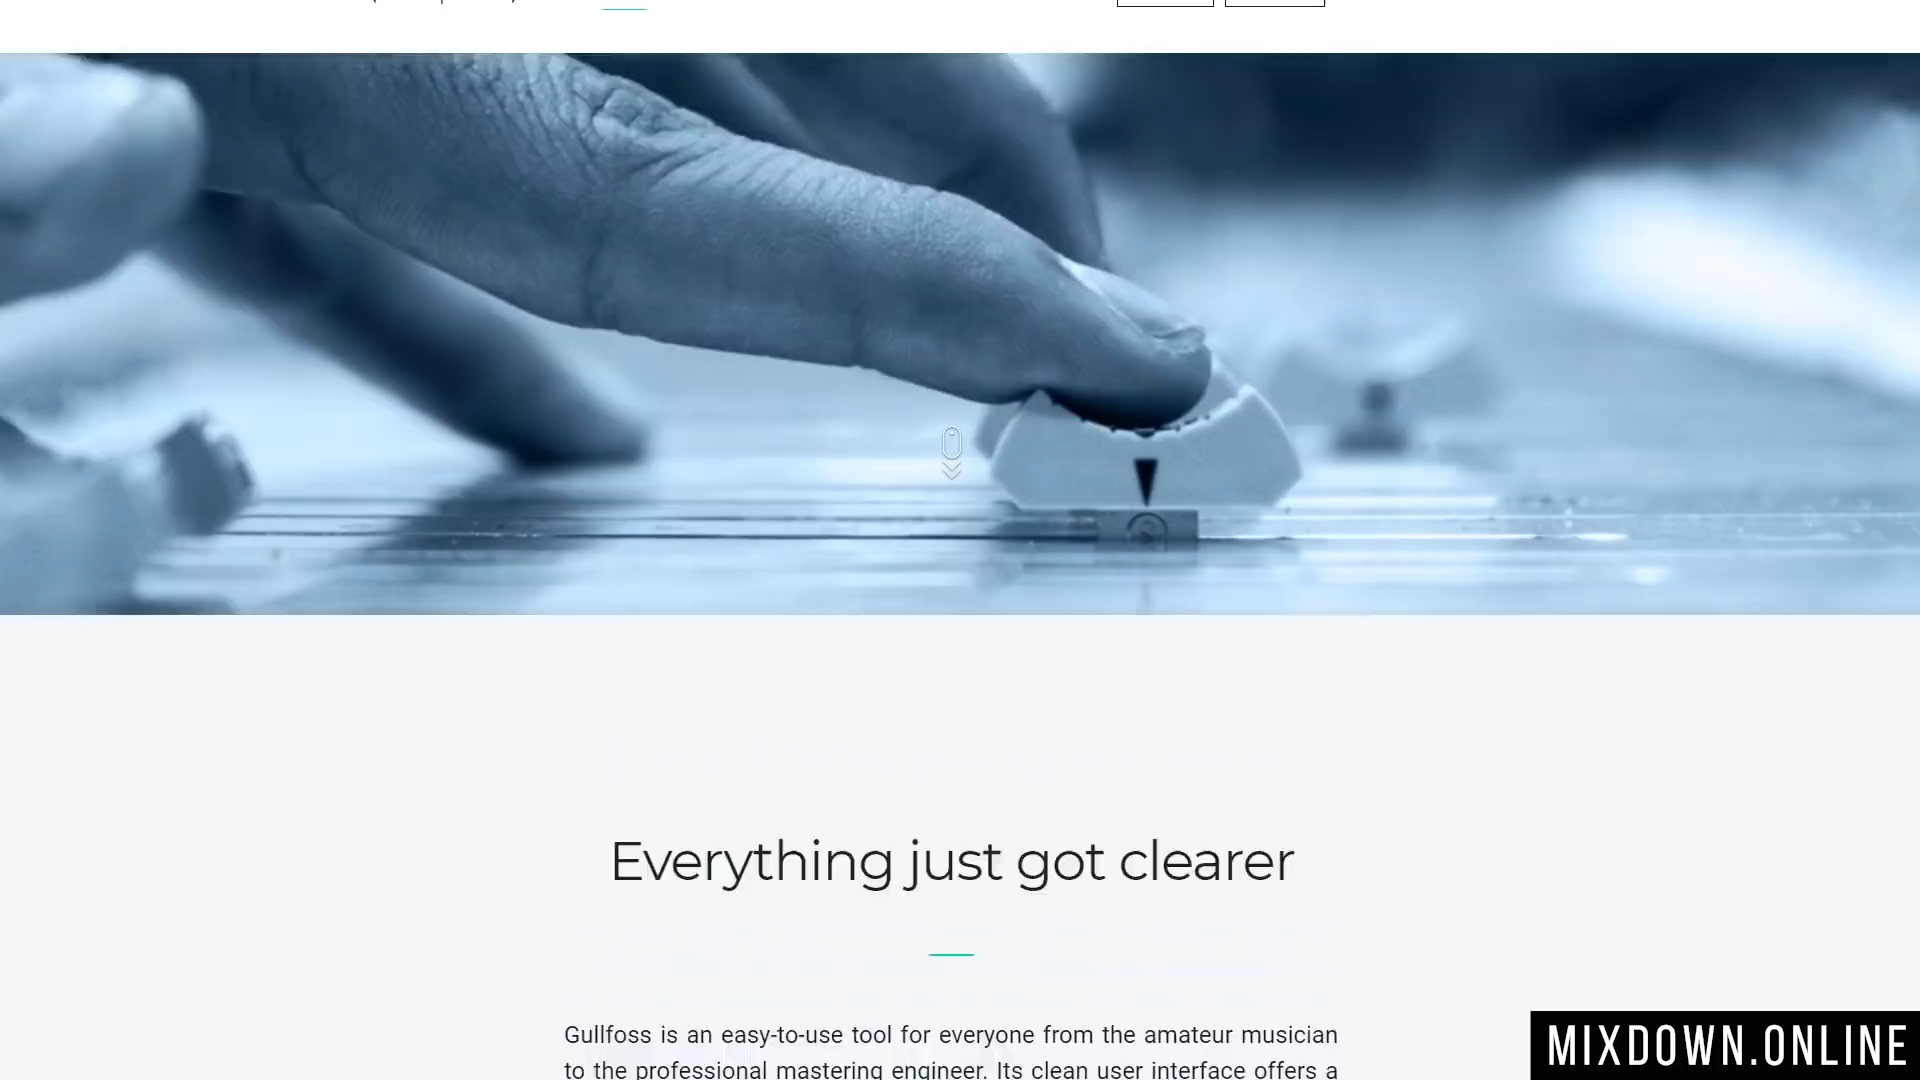 Everything just got clearer
Gullfoss is an easy-to-use tool for everyone from the amateur musician
to the professional mastering engineer. Its clean user interface offers a
MIXDOWN.ONLINE